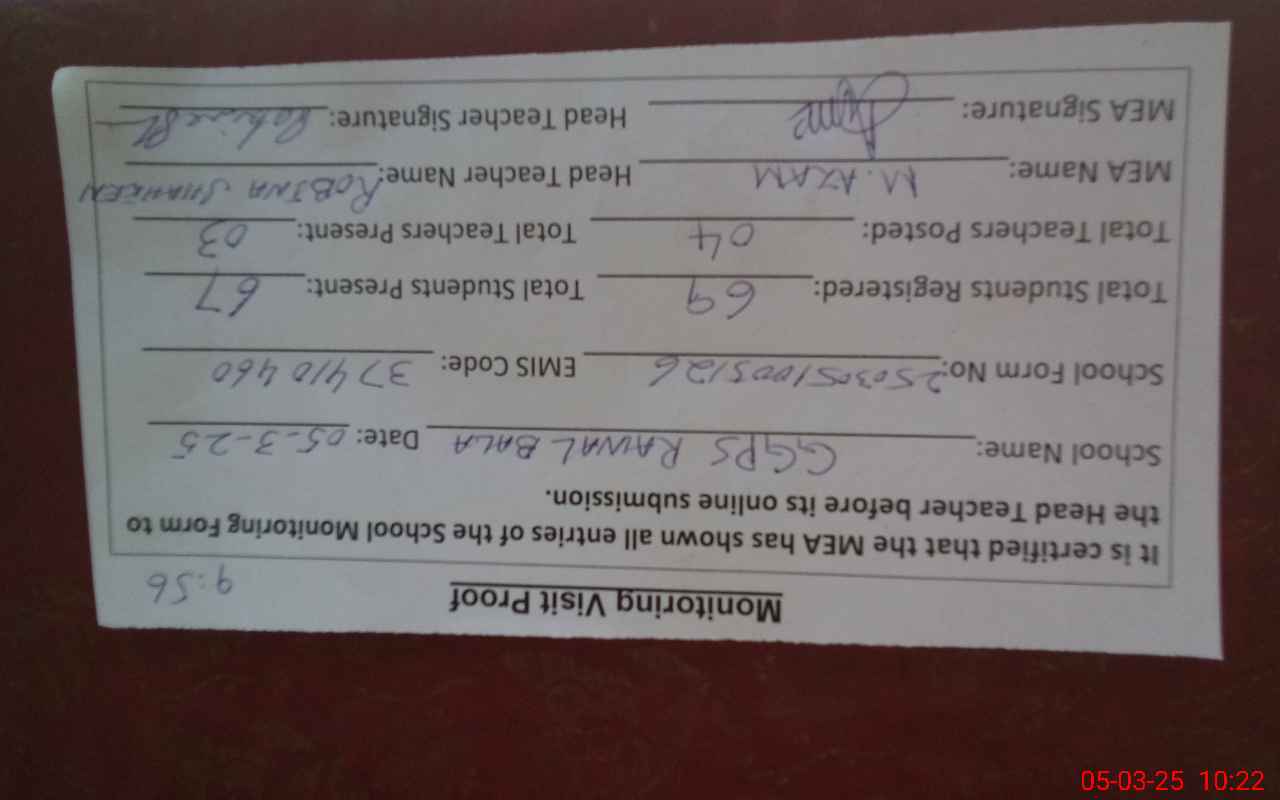 Monitoring Visit Proof
9:56
It is certified that the MEA has shown all entries of the School Monitoring Form to
the Head Teacher before its online submission.
School Name: GGPS RAWAL BALA Date: 05-3-25
School Form No: 2503051003126 EMIS Code: 37410460
Total Students Registered: 69 Total Students Present: 67
Total Teachers Posted: 04 Total Teachers Present: 03
MEA Name: M. AZAM Head Teacher Name: ROBINA SHAHEEN
MEA Signature: Head Teacher Signature:
05-03-25 10:22